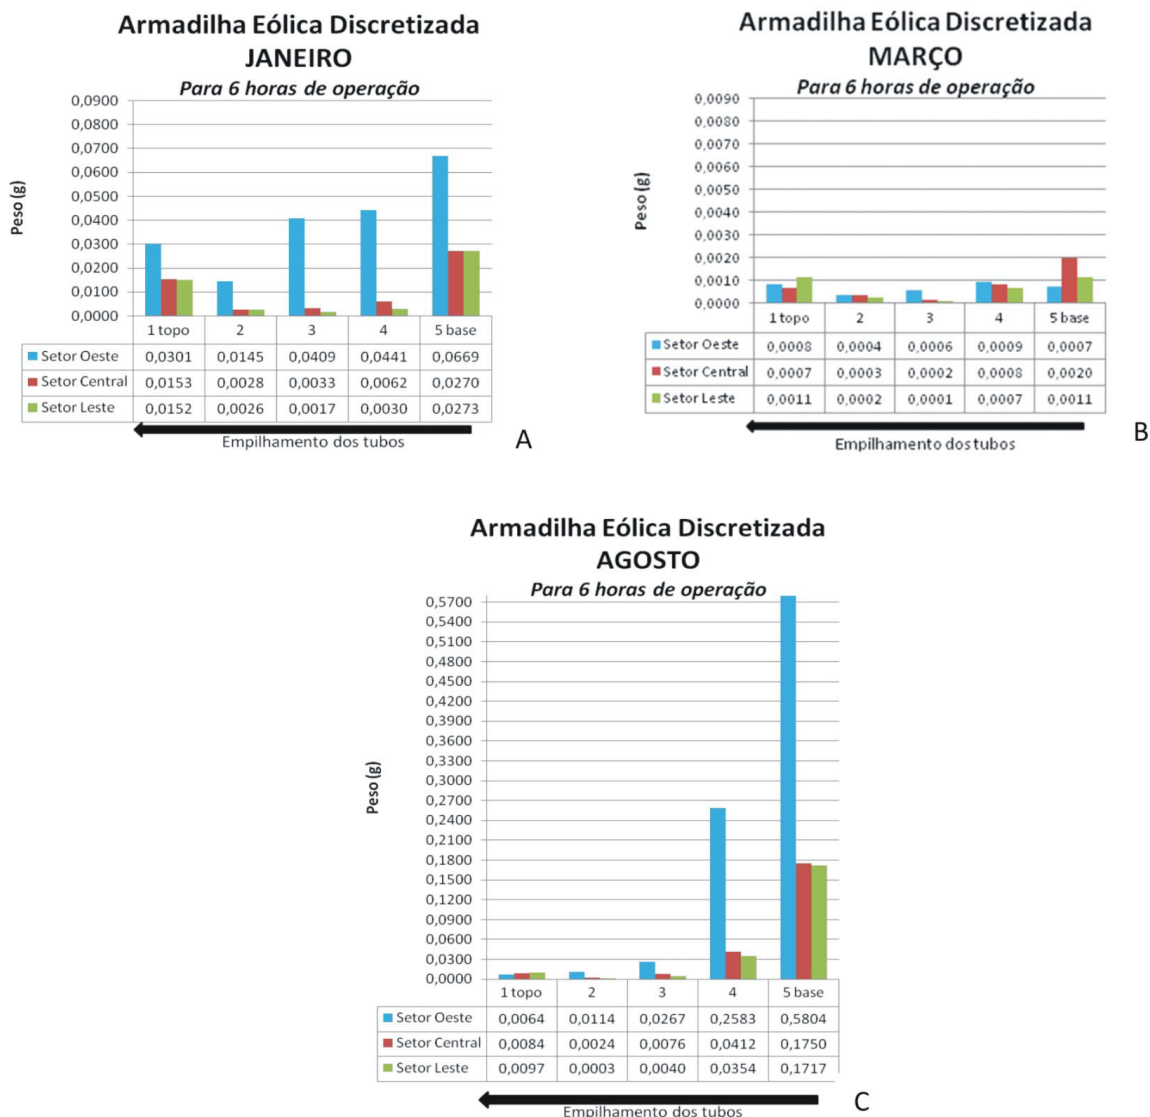 Armadilha Eólica Discretizada
JANEIRO
Para 6 horas de operação
Peso (g)
0,0900
0,0800
0,0700
0,0600
0,0500
0,0400
0,0300
0,0200
0,0100
0,0000
1 topo 2 3 4 5 base
Setor Oeste 0,0301 0,0145 0,0409 0,0441 0,0669
Setor Central 0,0153 0,0028 0,0033 0,0062 0,0270
Setor Leste 0,0152 0,0026 0,0017 0,0030 0,0273
Empilhamento dos tubos
A
Armadilha Eólica Discretizada
MARÇO
Para 6 horas de operação
Peso (g)
0,0090
0,0080
0,0070
0,0060
0,0050
0,0040
0,0030
0,0020
0,0010
0,0000
1 topo 2 3 4 5 base
Setor Oeste 0,0008 0,0004 0,0006 0,0009 0,0007
Setor Central 0,0007 0,0003 0,0002 0,0008 0,0020
Setor Leste 0,0011 0,0002 0,0001 0,0007 0,0011
Empilhamento dos tubos
B
Armadilha Eólica Discretizada
AGOSTO
Para 6 horas de operação
Peso (g)
0,5700
0,5400
0,5100
0,4800
0,4500
0,4200
0,3900
0,3600
0,3300
0,3000
0,2700
0,2400
0,2100
0,1800
0,1500
0,1200
0,0900
0,0600
0,0300
0,0000
1 topo 2 3 4 5 base
Setor Oeste 0,0064 0,0114 0,0267 0,2583 0,5804
Setor Central 0,0084 0,0024 0,0076 0,0412 0,1750
Setor Leste 0,0097 0,0003 0,0040 0,0354 0,1717
Empilhamento dos tubos
C